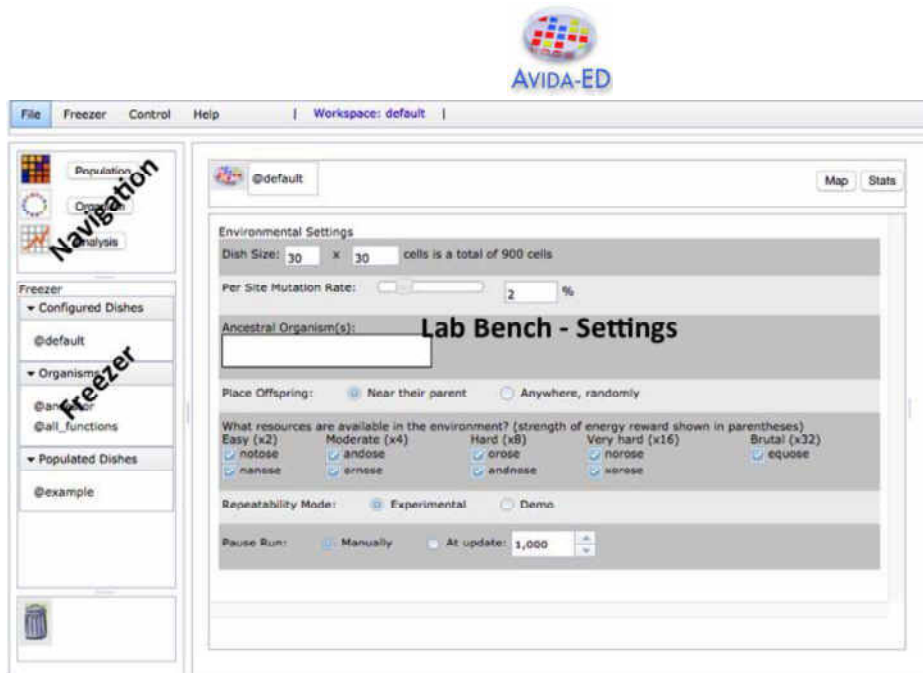 AVIDA-ED
File Freezer Control Help | Workspace: default |
Population
Analysis
Navigation
@default
Map Stats
Environmental Settings
Dish Size: 30 x 30 cells is a total of 900 cells
Per Site Mutation Rate: 2 %
Ancestral Organism(s):
Lab Bench - Settings
Place Offspring: Near their parent Anywhere, randomly
What resources are available in the environment? (strength of energy reward shown in parentheses)
Easy (x2) Moderate (x4) Hard (x8) Very hard (x16) Brutal (x32)
notose andose orose norose equose
nanose ornose andnose xorose
Repeatability Mode: Experimental Demo
Pause Run: Manually At update: 1,000
Freezer
Configured Dishes
@default
Organisms
Freezer
@all_functions
Populated Dishes
@example